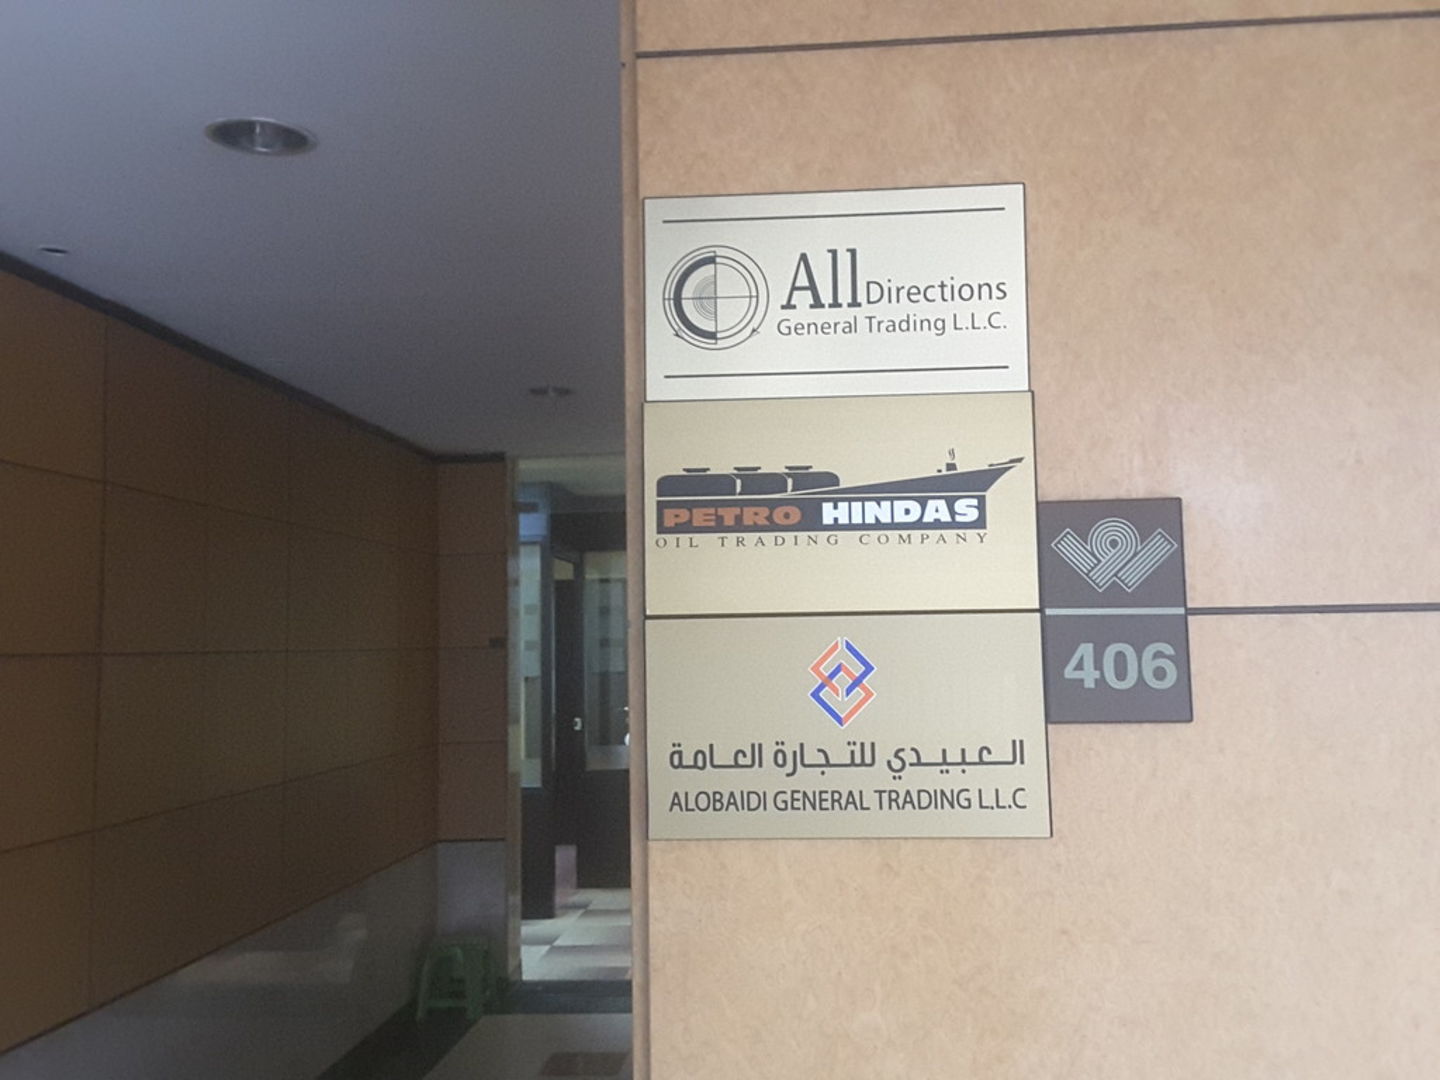 All Directions
General Trading L.L.C.
PETRO HINDAS
OIL TRADING COMPANY
العبيدي للتجارة العامة
ALOBAIDI GENERAL TRADING L.L.C
406